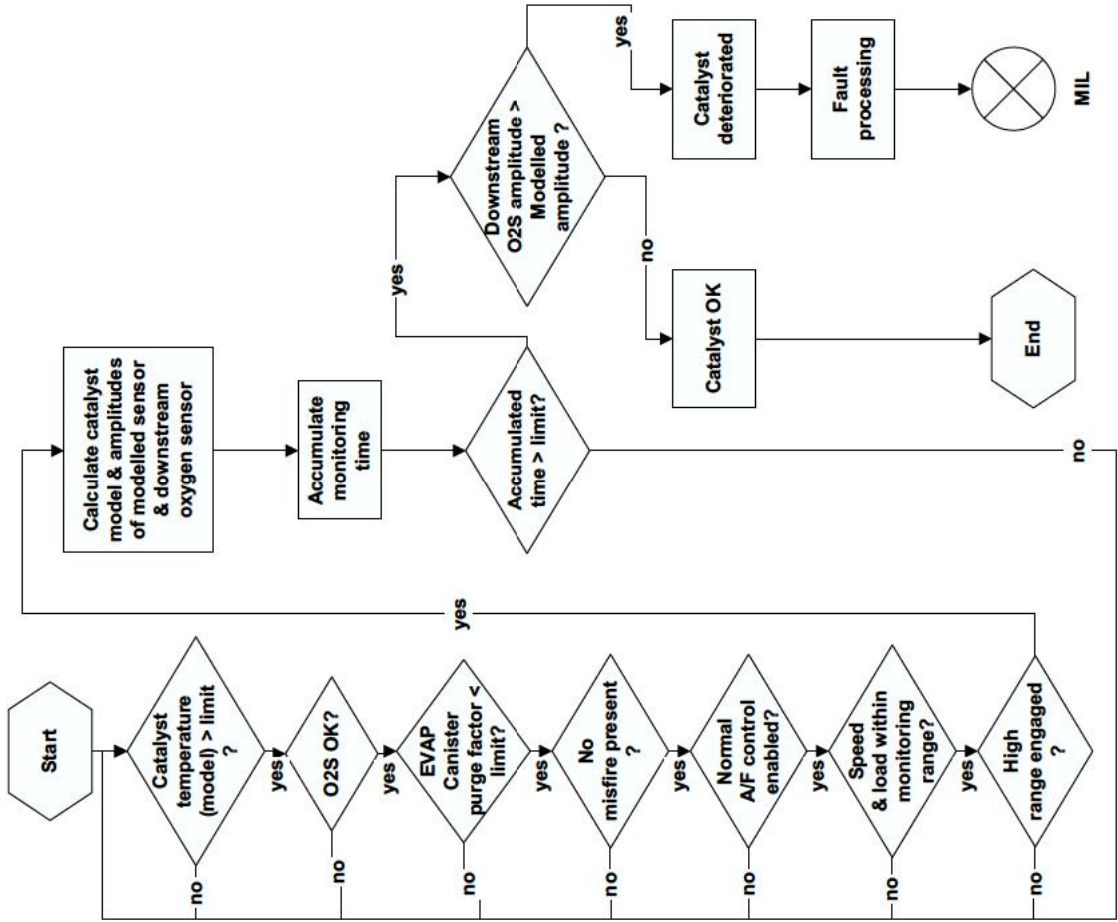 Start
Catalyst
temperature
(model) > limit
?
no
yes
O2S OK?
no
yes
EVAP
Canister
purge factor <
limit?
no
yes
No
misfire present
?
no
yes
Normal
A/F control
enabled?
no
yes
Speed
& load within
monitoring
range?
no
yes
High
range engaged
?
no
yes
Calculate catalyst
model & amplitudes
of modelled sensor
& downstream
oxygen sensor
Accumulate
monitoring
time
Accumulated
time > limit?
no
yes
Downstream
O2S amplitude >
Modelled
amplitude ?
no
Catalyst OK
End
yes
Catalyst
deteriorated
Fault
processing
MIL